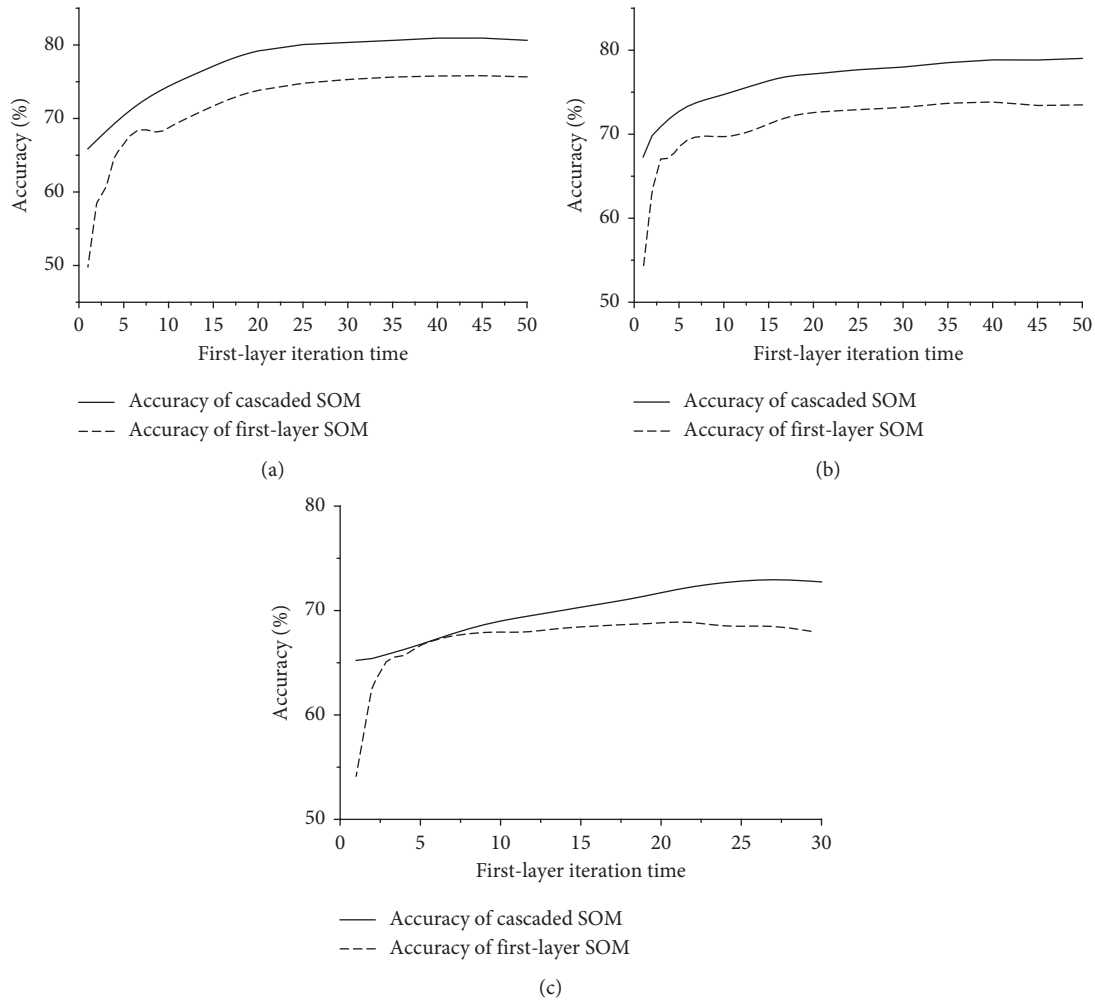 80
70
60
50
Accuracy (%)
0 5 10 15 20 25 30 35 40 45 50
First-layer iteration time
Accuracy of cascaded SOM
Accuracy of first-layer SOM
(a)
80
70
60
50
Accuracy (%)
0 5 10 15 20 25 30 35 40 45 50
First-layer iteration time
Accuracy of cascaded SOM
Accuracy of first-layer SOM
(b)
80
70
60
50
Accuracy (%)
0 5 10 15 20 25 30
First-layer iteration time
Accuracy of cascaded SOM
Accuracy of first-layer SOM
(c)